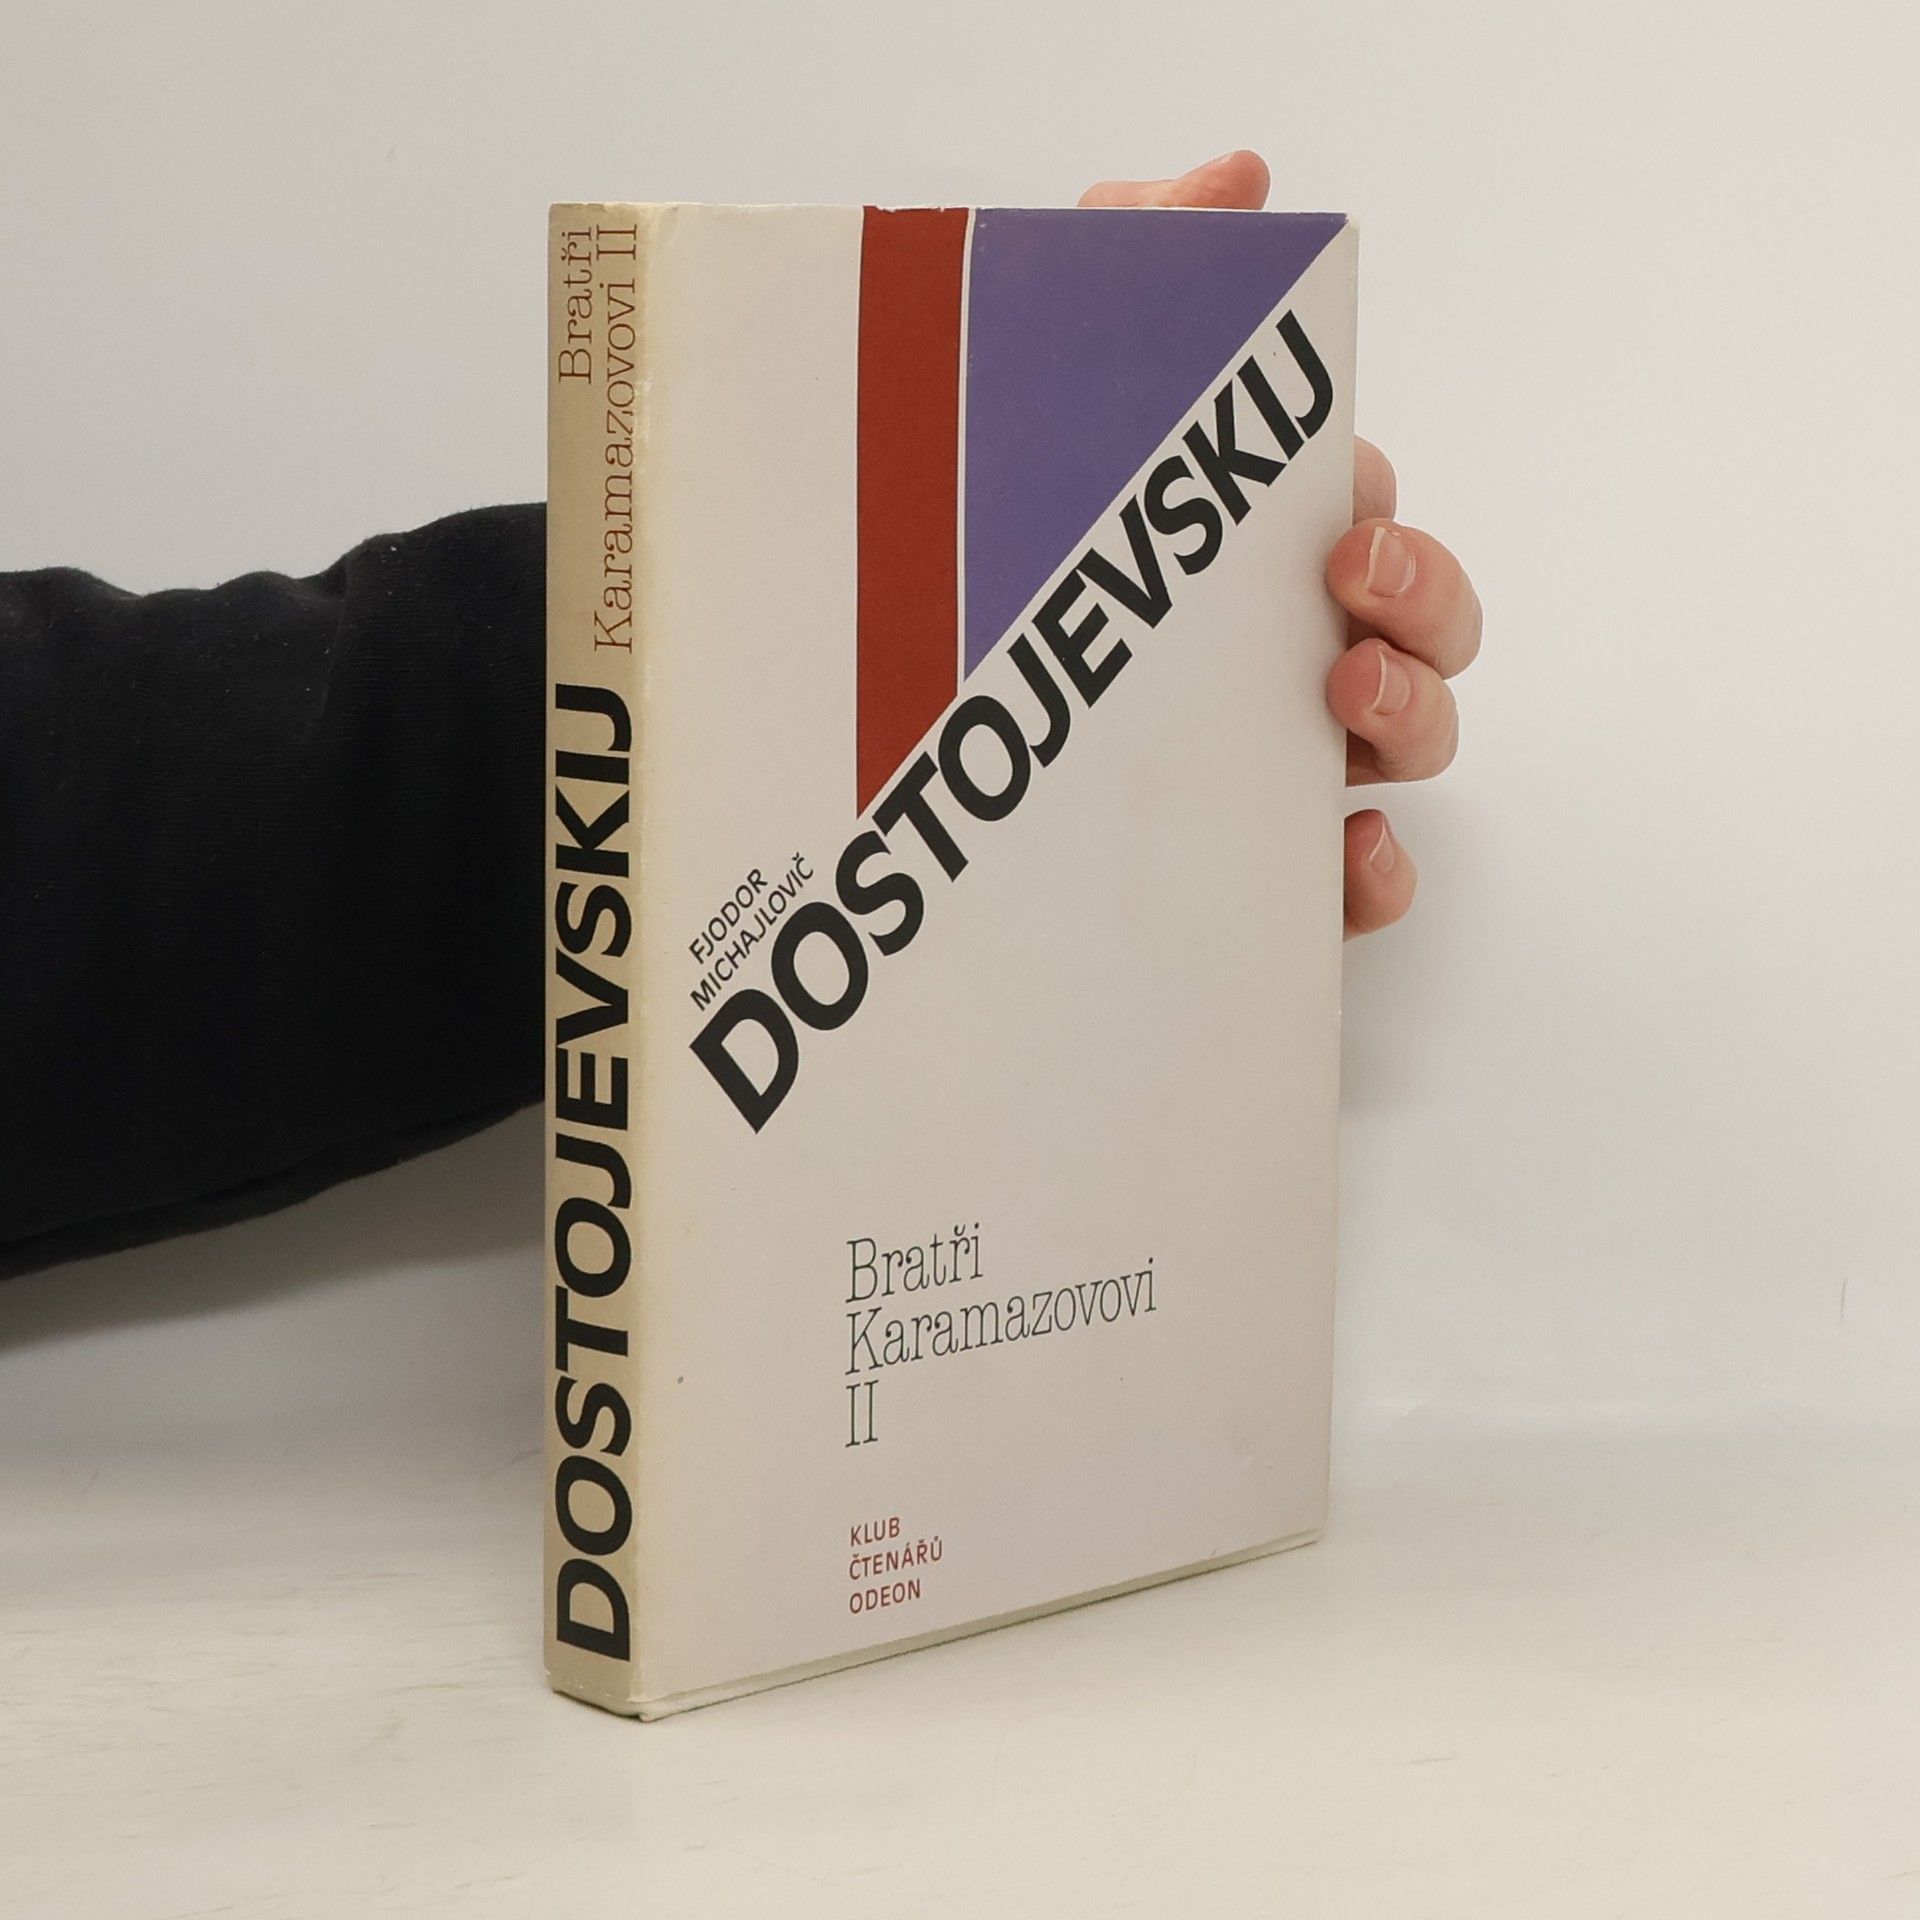 Bratři
Karamazovovi II
DOSTOJEVSKIJ
FJODOR
MICHAJLOVIČ
DOSTOJEVSKIJ
Bratři
Karamazovovi
II
KLUB
ČTENÁŘŮ
ODEON